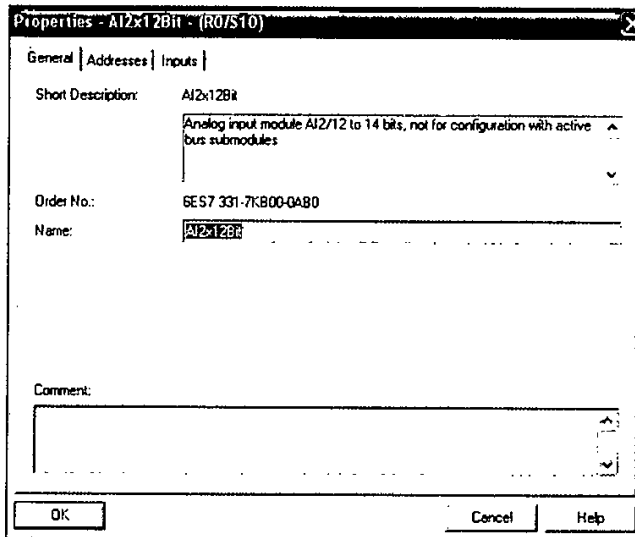 Properties - AI2x12Bit - (R0/S10)
General Addresses Inputs
Short Description: AI2x12Bit
Analog input module AI2/12 to 14 bits, not for configuration with active
bus submodules
Order No.: 6ES7 331-7KB00-0AB0
Name: AI2x12Bit
Comment:
OK Cancel Help